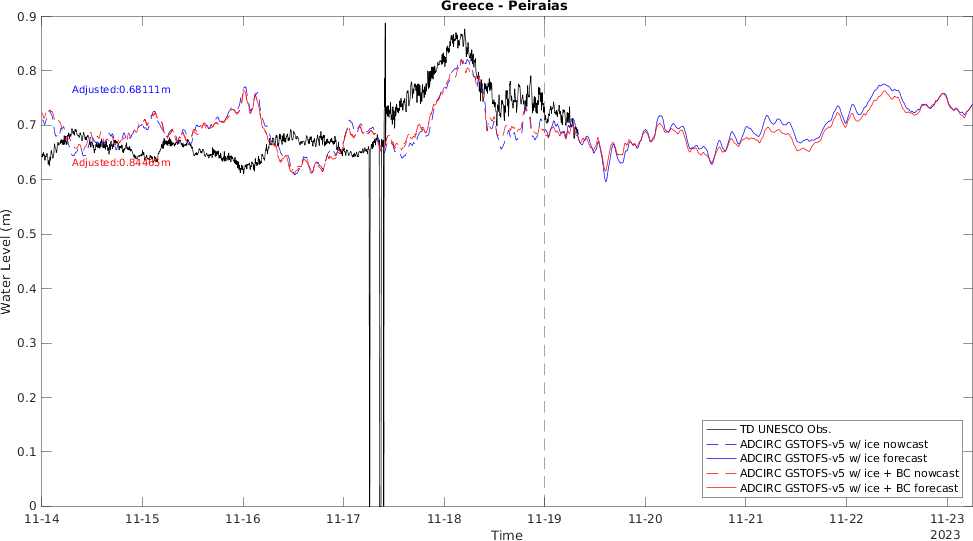 Greece - Peiraias
0.9
0.8
0.7
0.6
0.5
0.4
0.3
0.2
0.1
0
Water Level (m)
Adjusted:0.68111m
TD UNESCO Obs.
ADCIRC GSTOFS-v5 w/ ice nowcast
ADCIRC GSTOFS-v5 w/ ice forecast
ADCIRC GSTOFS-v5 w/ ice + BC nowcast
ADCIRC GSTOFS-v5 w/ ice + BC forecast
11-14 11-15 11-16 11-17 11-18 11-19 11-20 11-21 11-22 11-23
2023
Time